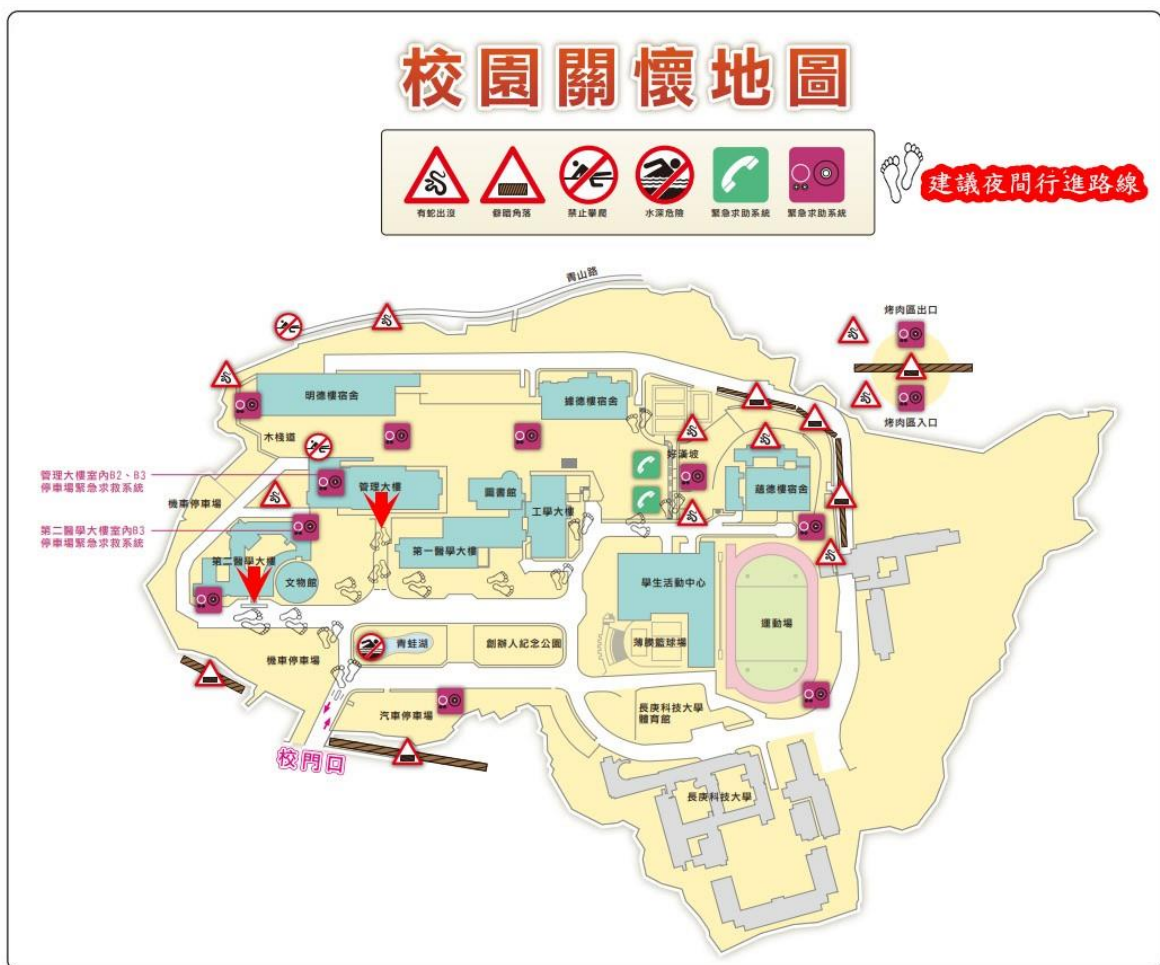 校園關懷地圖
有蛇出沒
僻暗角落
禁止攀爬
水深危險
緊急求助系統
緊急求助系統
建議夜間行進路線
青山路
烤肉區出口
烤肉區入口
明德樓宿舍
據德樓宿舍
木棧道
好漢坡
蘊德樓宿舍
管理大樓室內B2、B3
停車場緊急求救系統
管理大樓
圖書館
工學大樓
機車停車場
第二醫學大樓室內B3
停車場緊急求救系統
第一醫學大樓
第二醫學大樓
文物館
學生活動中心
運動場
青蛙湖
創辦人記念公園
薄膜籃球場
機車停車場
汽車停車場
長庚科技大學
體育館
校門口
長庚科技大學